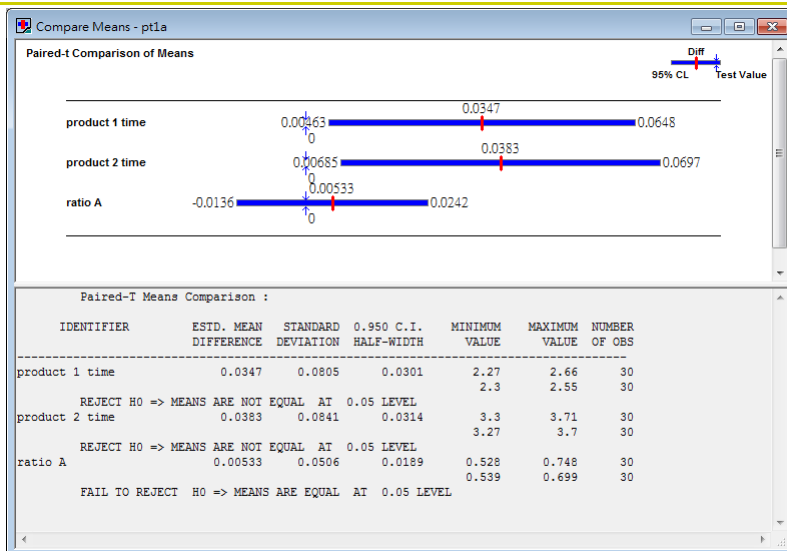 Compare Means - pt1a
Paired-t Comparison of Means
Diff
95% CL Test Value
0.0347
product 1 time 0.00463 0.0648
0
0.0383
product 2 time 0.00685 0.0697
0
0.00533
ratio A -0.0136 0.0242
0
Paired-T Means Comparison :
IDENTIFIER ESTD. MEAN STANDARD 0.950 C.I. MINIMUM MAXIMUM NUMBER
DIFFERENCE DEVIATION HALF-WIDTH VALUE VALUE OF OBS
product 1 time 0.0347 0.0805 0.0301 2.27 2.66 30
2.3 2.55 30
REJECT H0 => MEANS ARE NOT EQUAL AT 0.05 LEVEL
product 2 time 0.0383 0.0841 0.0314 3.3 3.71 30
3.27 3.7 30
REJECT H0 => MEANS ARE NOT EQUAL AT 0.05 LEVEL
ratio A 0.00533 0.0506 0.0189 0.528 0.748 30
0.539 0.699 30
FAIL TO REJECT H0 => MEANS ARE EQUAL AT 0.05 LEVEL